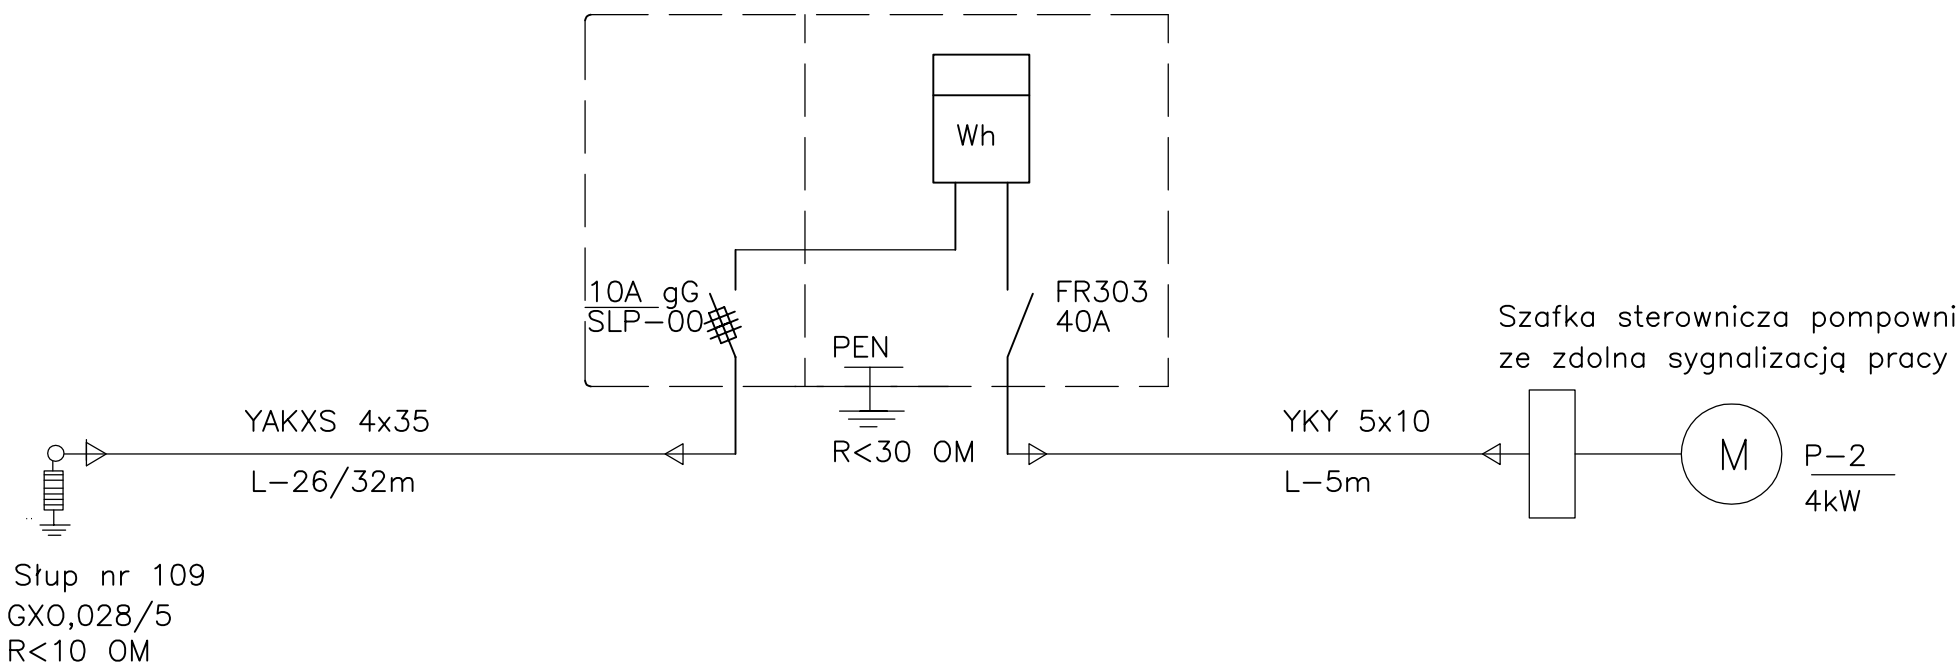 Wh
10A gG
SLP-00
FR303
40A
PEN
R<30 OM
YAKXS 4x35
L-26/32m
Słup nr 109
GXO,028/5
R<10 OM
YKY 5x10
L-5m
Szafka sterownicza pompowni
ze zdolna sygnalizacją pracy
M
P-2
4kW